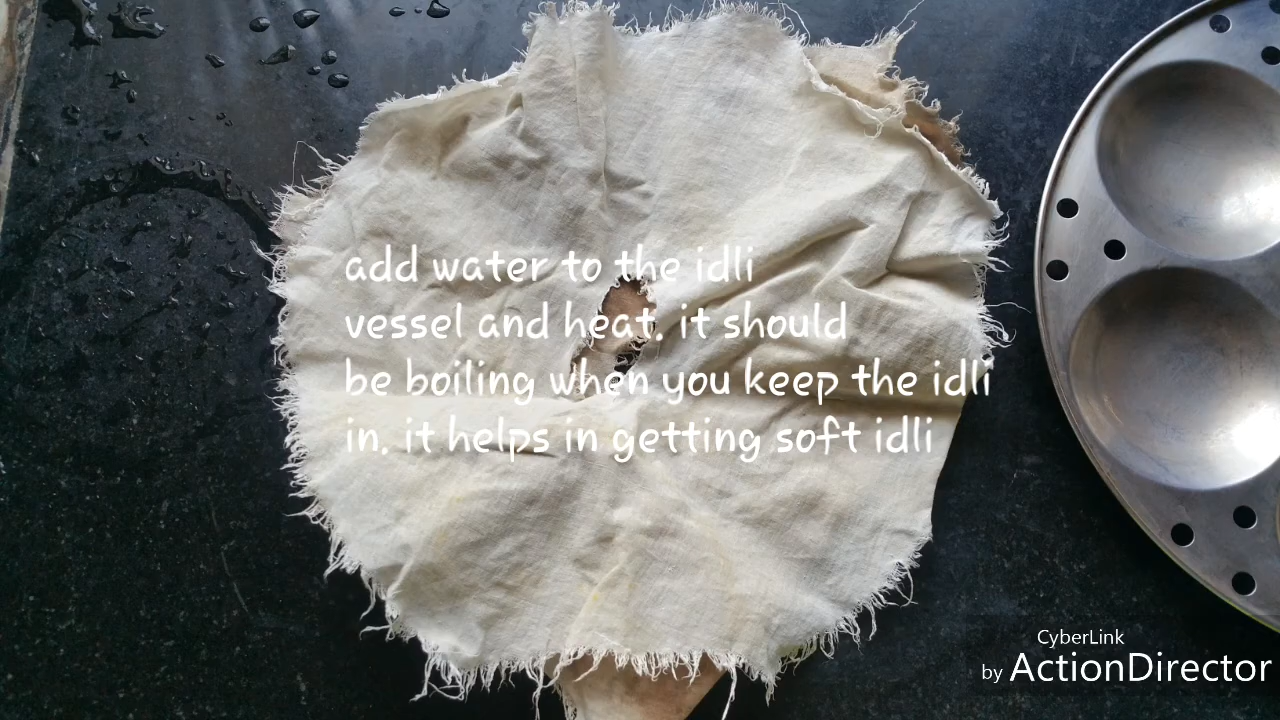 add water to the idli
vessel and heat. it should
be boiling when you keep the idli
in. it helps in getting soft idli
CyberLink
by ActionDirector